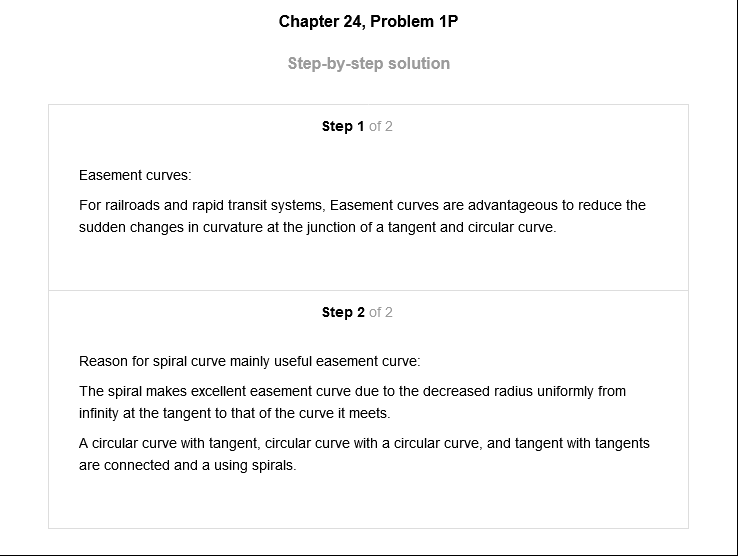 Chapter 24, Problem 1P
Step-by-step solution
Step 1 of 2
Easement curves:
For railroads and rapid transit systems, Easement curves are advantageous to reduce the
sudden changes in curvature at the junction of a tangent and circular curve.
Step 2 of 2
Reason for spiral curve mainly useful easement curve:
The spiral makes excellent easement curve due to the decreased radius uniformly from
infinity at the tangent to that of the curve it meets.
A circular curve with tangent, circular curve with a circular curve, and tangent with tangents
are connected and a using spirals.